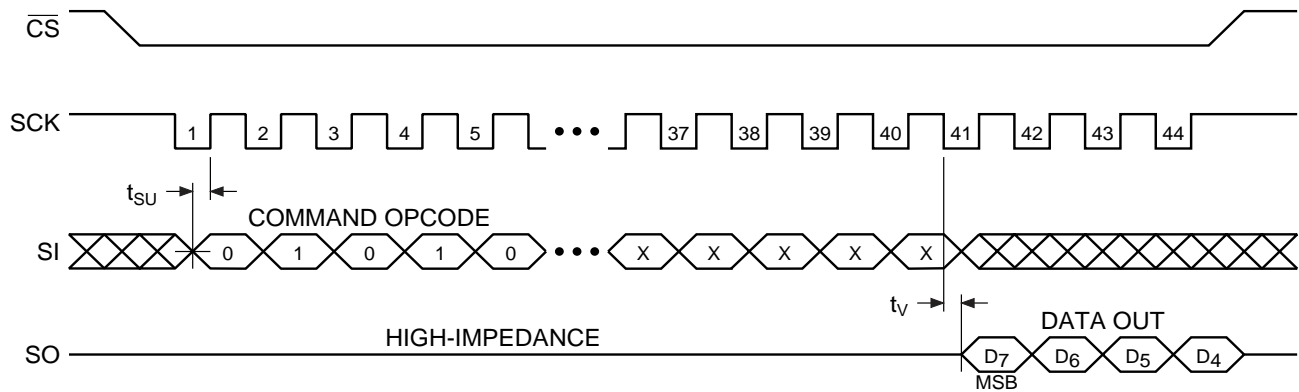 CS
SCK 1 2 3 4 5 ••• 37 38 39 40 41 42 43 44
tSU
COMMAND OPCODE
SI 0 1 0 1 0 ••• X X X X X
tV
DATA OUT
HIGH-IMPEDANCE
SO D7 D6 D5 D4
MSB